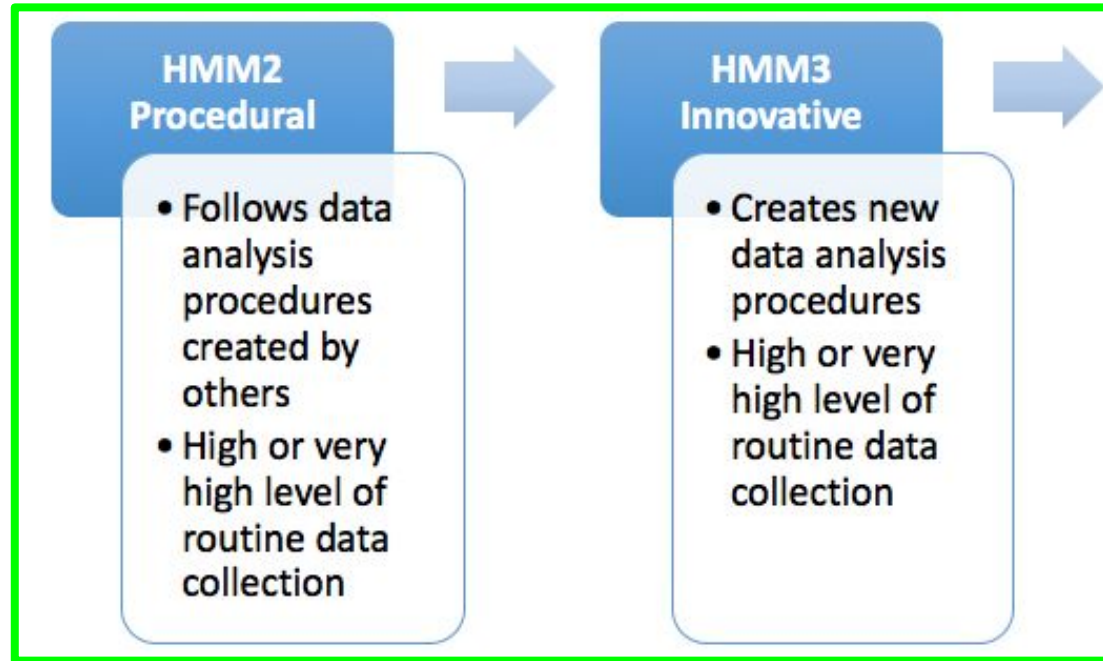 HMM2
Procedural
• Follows data
analysis
procedures
created by
others
• High or very
high level of
routine data
collection
HMM3
Innovative
• Creates new
data analysis
procedures
• High or very
high level of
routine data
collection